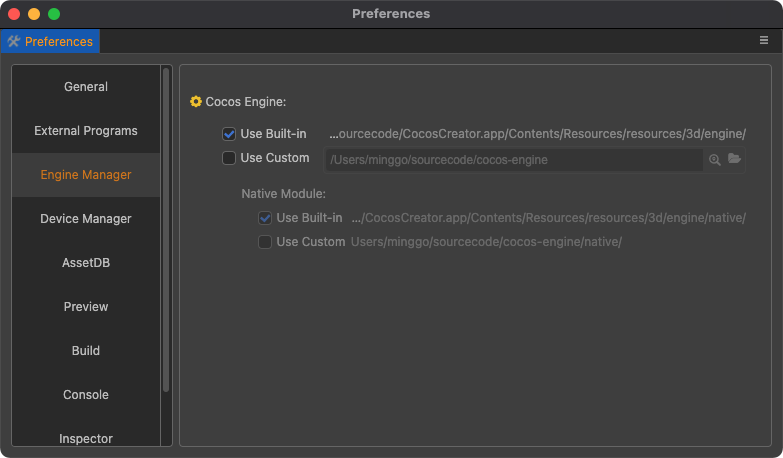 Preferences
Preferences
General
External Programs
Engine Manager
Device Manager
AssetDB
Preview
Build
Console
Inspector
Cocos Engine:
Use Built-in ...ourcecode/CocosCreator.app/Contents/Resources/resources/3d/engine/
Use Custom /Users/minggo/sourcecode/cocos-engine
Native Module:
Use Built-in .../CocosCreator.app/Contents/Resources/resources/3d/engine/native/
Use Custom Users/minggo/sourcecode/cocos-engine/native/